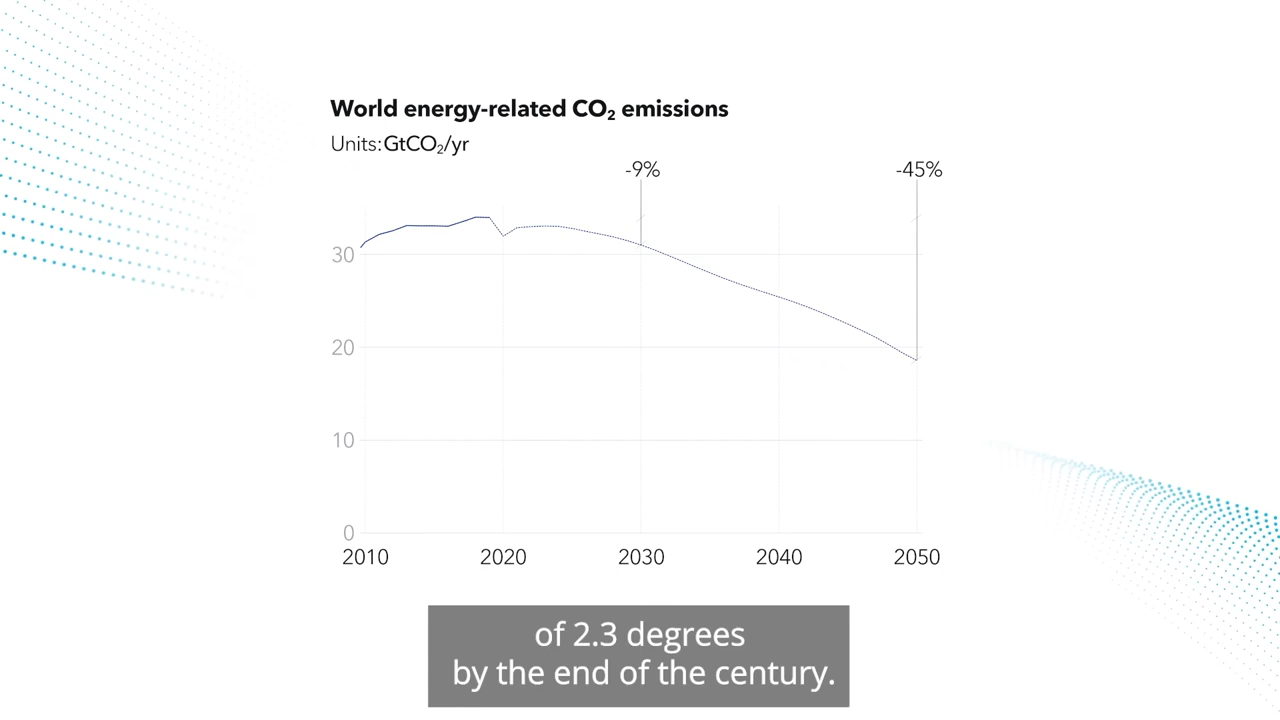 World energy-related CO₂ emissions
Units: GtCO₂/yr
-9% -45%
30
20
10
0
2010 2020 2030 2040 2050
of 2.3 degrees
by the end of the century.